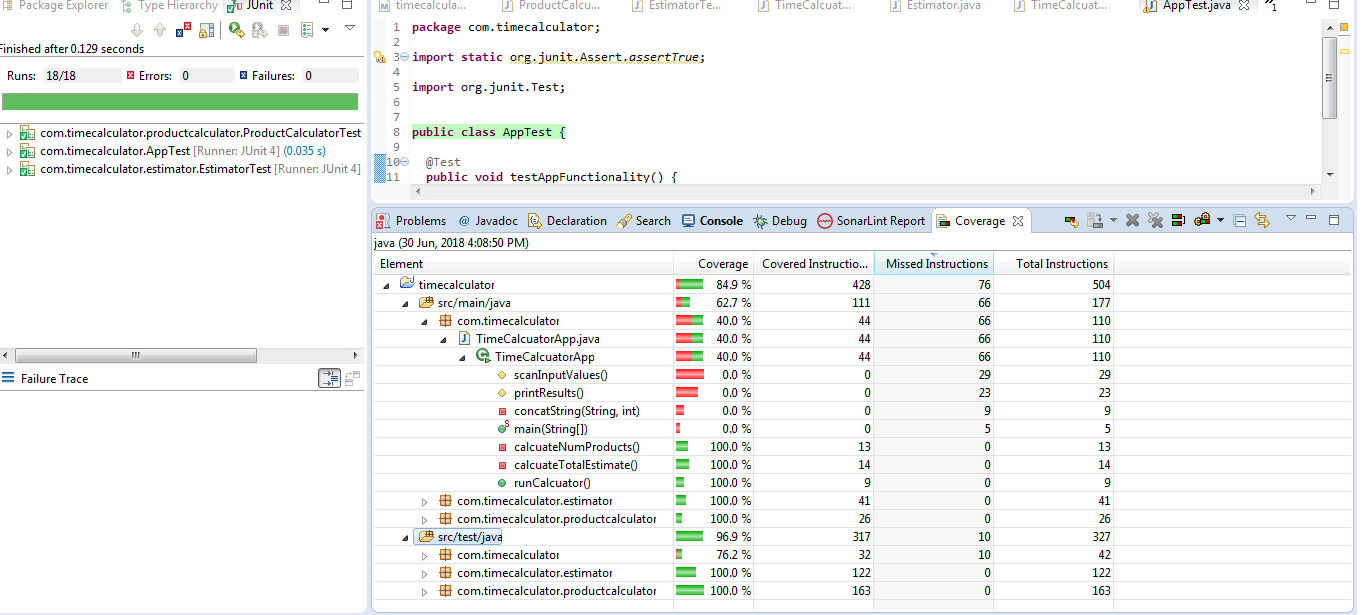 Package Explorer Type Hierarchy JUnit
Finished after 0.129 seconds
Runs: 18/18 Errors: 0 Failures: 0
com.timecalculator.productcalculator.ProductCalculatorTest
com.timecalculator.AppTest [Runner: JUnit 4] (0.035 s)
com.timecalculator.estimator.EstimatorTest [Runner: JUnit 4]
Failure Trace
timecalcula... ProductCalcu... EstimatorTe... TimeCalcuat... Estimator.java TimeCalcuat... AppTest.java »1
1 package com.timecalculator;
2
3 import static org.junit.Assert.assertTrue;
4
5 import org.junit.Test;
6
7
8 public class AppTest {
9
10 @Test
11 public void testAppFunctionality() {
Problems @ Javadoc Declaration Search Console Debug SonarLint Report Coverage
java (30 Jun, 2018 4:08:50 PM)
Element Coverage Covered Instructio... Missed Instructions Total Instructions
timecalculator 84.9 % 428 76 504
src/main/java 62.7 % 111 66 177
com.timecalculator 40.0 % 44 66 110
TimeCalcuatorApp.java 40.0 % 44 66 110
TimeCalcuatorApp 40.0 % 44 66 110
scanInputValues() 0.0 % 0 29 29
printResults() 0.0 % 0 23 23
concatString(String, int) 0.0 % 0 9 9
main(String[]) 0.0 % 0 5 5
calcuateNumProducts() 100.0 % 13 0 13
calcuateTotalEstimate() 100.0 % 14 0 14
runCalcuator() 100.0 % 9 0 9
com.timecalculator.estimator 100.0 % 41 0 41
com.timecalculator.productcalculator 100.0 % 26 0 26
src/test/java 96.9 % 317 10 327
com.timecalculator 76.2 % 32 10 42
com.timecalculator.estimator 100.0 % 122 0 122
com.timecalculator.productcalculator 100.0 % 163 0 163